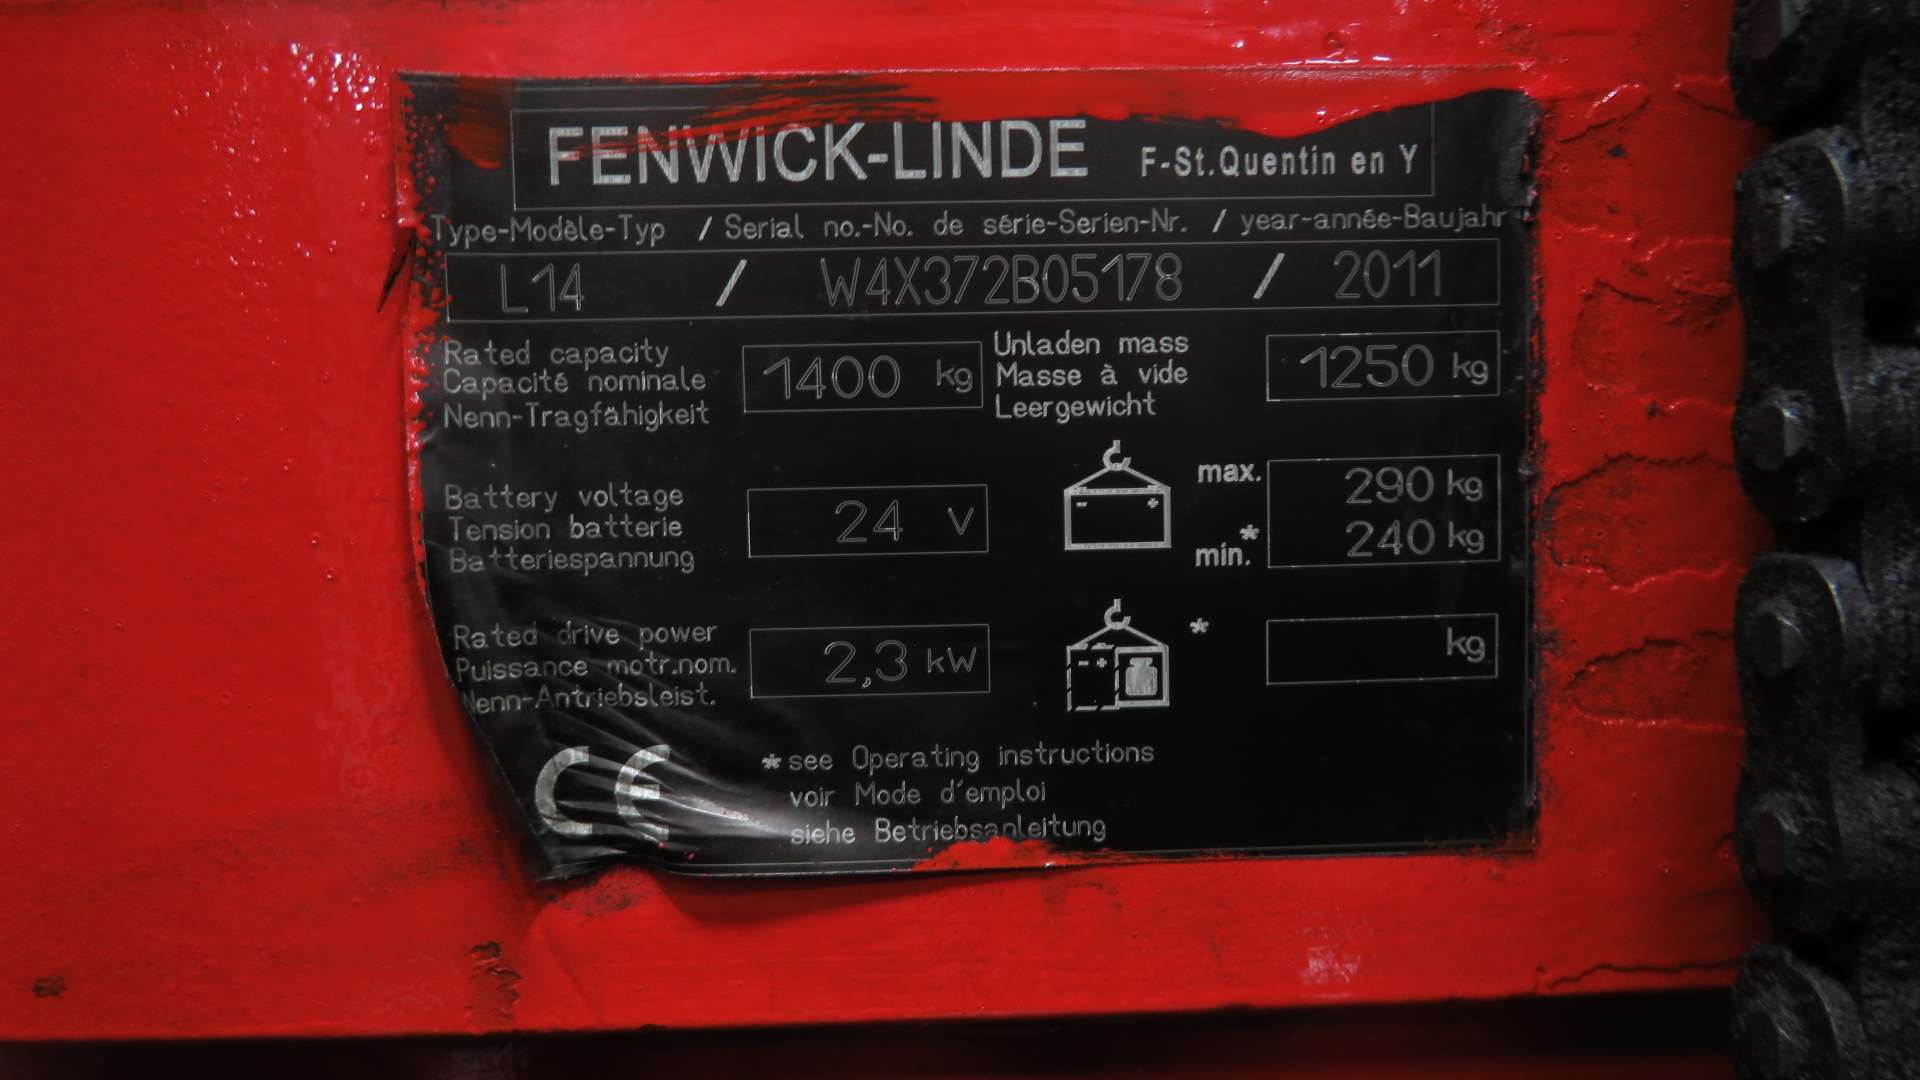 FENWICK-LINDE F-St.Quentin en Y
Type-Modèle-Typ / Serial no.-No. de série-Serien-Nr. / year-année-Baujahr
L14 / W4X372B05178 / 2011
Rated capacity
Capacité nominale
Nenn-Tragfähigkeit
1400 kg
Unladen mass
Masse à vide
Leergewicht
1250 kg
Battery voltage
Tension batterie
Batteriespannung
24 V
max. 290 kg
min.* 240 kg
Rated drive power
Puissance motr.nom.
Nenn-Antriebsleist.
2,3 kW
* kg
CE
*see Operating instructions
voir Mode d'emploi
siehe Betriebsanleitung